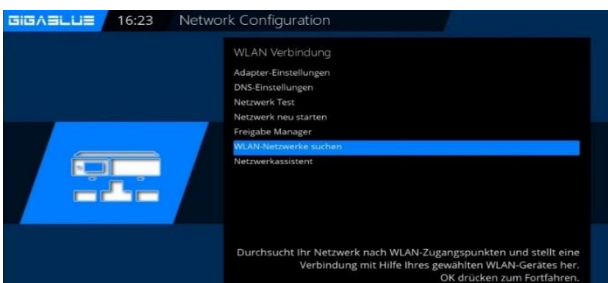 GIGABLUE 16:23 Network Configuration
WLAN Verbindung
Adapter-Einstellungen
DNS-Einstellungen
Netzwerk Test
Netzwerk neu starten
Freigabe Manager
WLAN-Netzwerke suchen
Netzwerkassistent
Durchsucht Ihr Netzwerk nach WLAN-Zugangspunkten und stellt eine
Verbindung mit Hilfe Ihres gewählten WLAN-Gerätes her.
OK drücken zum Fortfahren.